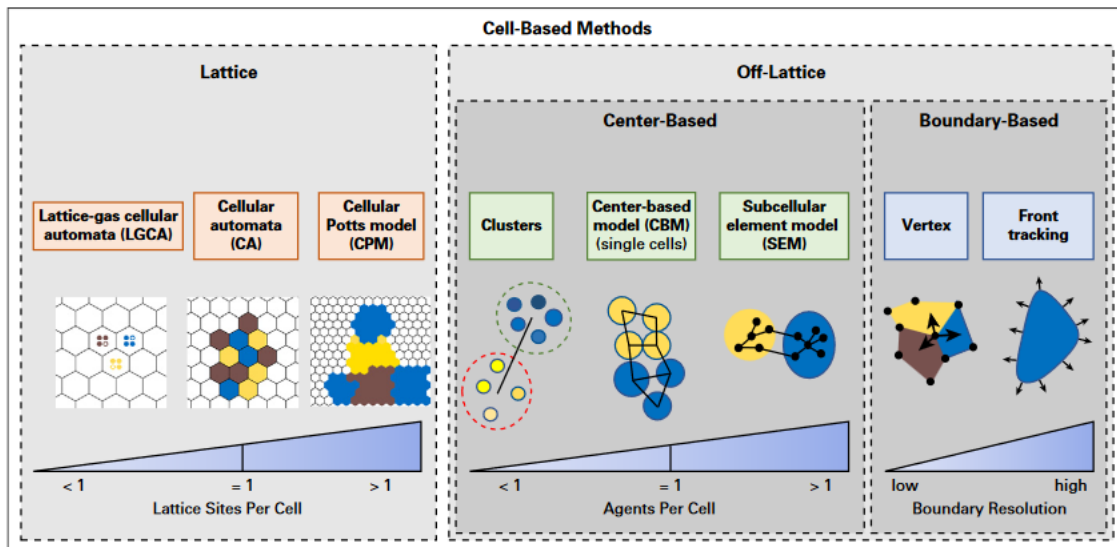 Cell-Based Methods
Lattice
Off-Lattice
Center-Based
Boundary-Based
Lattice-gas cellular
automata (LGCA)
Cellular
automata
(CA)
Cellular
Potts model
(CPM)
Clusters
Center-based
model (CBM)
(single cells)
Subcellular
element model
(SEM)
Vertex
Front
tracking
< 1
= 1
> 1
Lattice Sites Per Cell
< 1
= 1
> 1
Agents Per Cell
low
high
Boundary Resolution